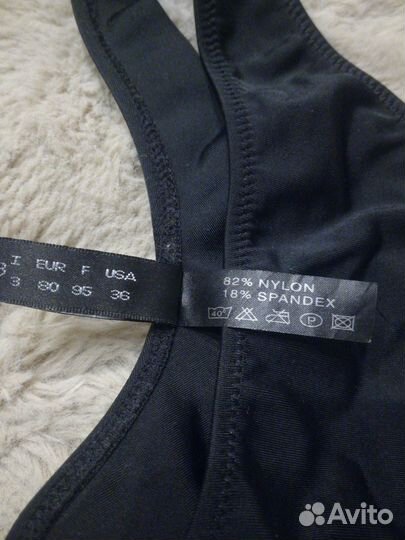 I EUR F USA
3 80 95 36
82% NYLON
18% SPANDEX
40° P
Avito